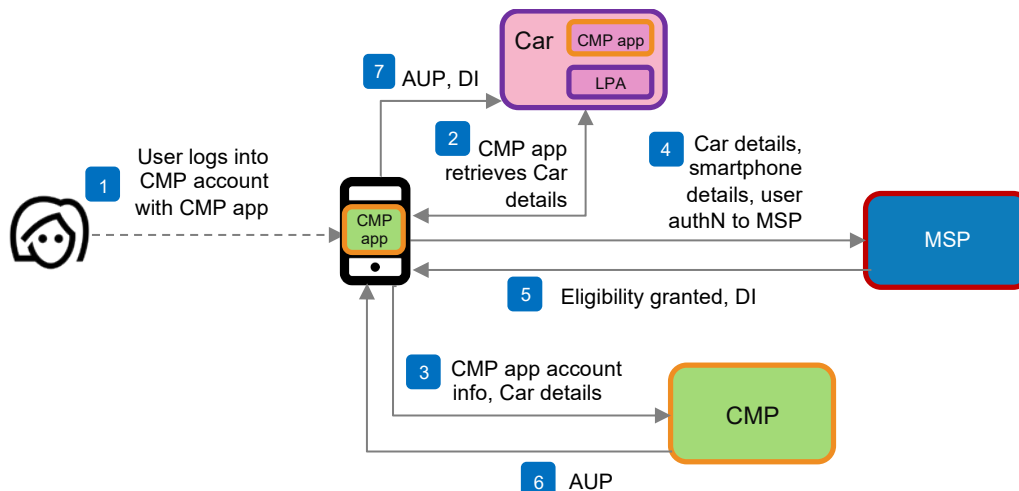 Car
CMP app
LPA
7
AUP, DI
1
User logs into
CMP account
with CMP app
2
CMP app
retrieves Car
details
4
Car details,
smartphone
details, user
authN to MSP
CMP
app
MSP
5
Eligibility granted, DI
3
CMP app account
info, Car details
CMP
6
AUP